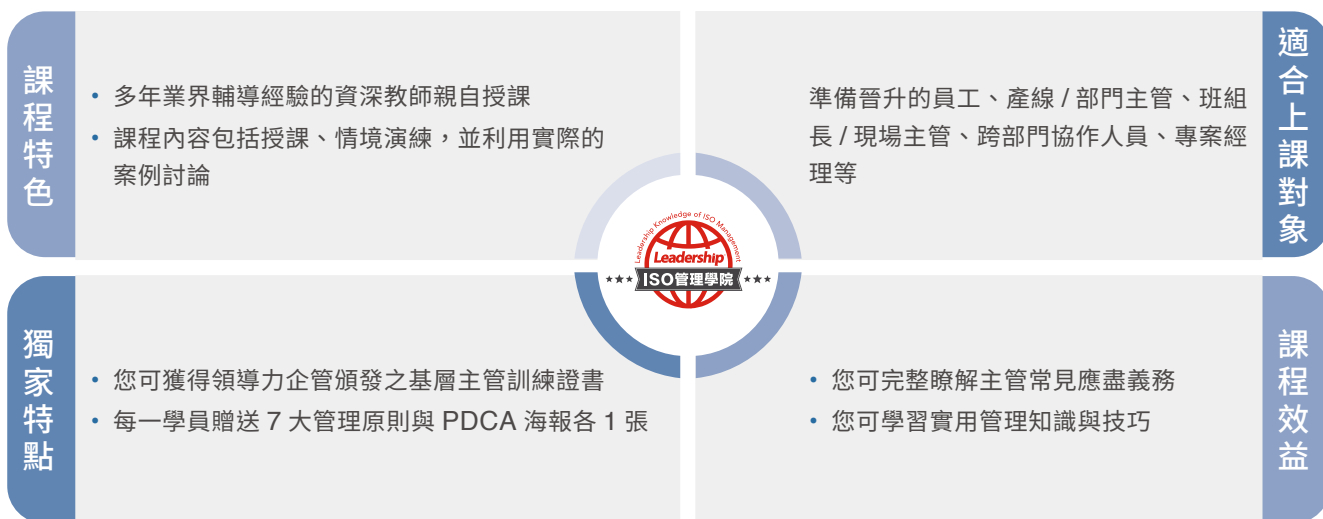 課程特色
• 多年業界輔導經驗的資深教師親自授課
• 課程內容包括授課、情境演練，並利用實際的
案例討論
適合上課對象
準備晉升的員工、產線 / 部門主管、班組
長 / 現場主管、跨部門協作人員、專案經
理等
Leadership Knowledge of ISO Management
Leadership
★★★ ISO管理學院 ★★★
獨家特點
• 您可獲得領導力企管頒發之基層主管訓練證書
• 每一學員贈送 7 大管理原則與 PDCA 海報各 1 張
課程效益
• 您可完整瞭解主管常見應盡義務
• 您可學習實用管理知識與技巧